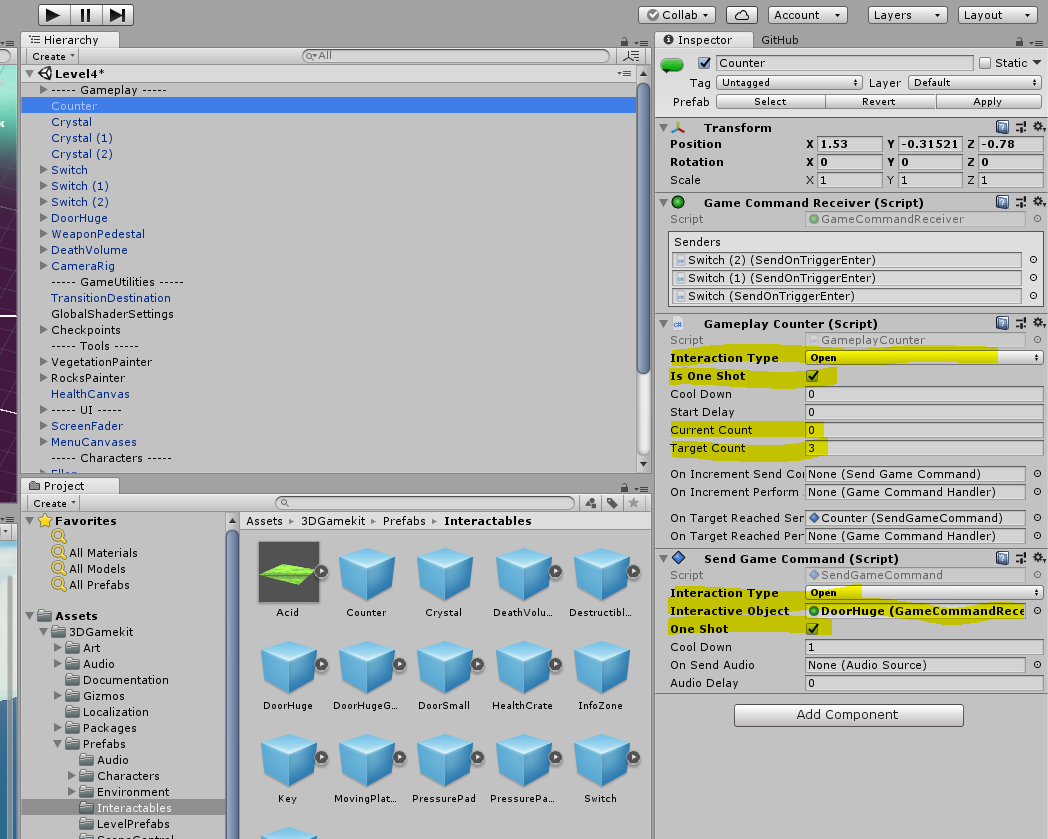 Collab Account Layers Layout
Hierarchy
Create All
Level4*
----- Gameplay -----
Counter
Crystal
Crystal (1)
Crystal (2)
Switch
Switch (1)
Switch (2)
DoorHuge
WeaponPedestal
DeathVolume
CameraRig
----- GameUtilities -----
TransitionDestination
GlobalShaderSettings
Checkpoints
----- Tools -----
VegetationPainter
RocksPainter
HealthCanvas
----- UI -----
ScreenFader
MenuCanvases
----- Characters -----
Project
Create
Favorites
All Materials
All Models
All Prefabs
Assets
3DGamekit
Art
Audio
Documentation
Gizmos
Localization
Packages
Prefabs
Audio
Characters
Environment
Interactables
LevelPrefabs
Assets 3DGamekit Prefabs Interactables
Acid Counter Crystal DeathVolu... Destructibl...
DoorHuge DoorHugeG... DoorSmall HealthCrate InfoZone
Key MovingPlat... PressurePad PressurePa... Switch
Inspector GitHub
Counter Static
Tag Untagged Layer Default
Prefab Select Revert Apply
Transform
Position X 1.53 Y -0.31521 Z -0.78
Rotation X 0 Y 0 Z 0
Scale X 1 Y 1 Z 1
Game Command Receiver (Script)
Script GameCommandReceiver
Senders
Switch (2) (SendOnTriggerEnter)
Switch (1) (SendOnTriggerEnter)
Switch (SendOnTriggerEnter)
Gameplay Counter (Script)
Script GameplayCounter
Interaction Type Open
Is One Shot
Cool Down 0
Start Delay 0
Current Count 0
Target Count 3
On Increment Send Co None (Send Game Command)
On Increment Perform None (Game Command Handler)
On Target Reached Ser Counter (SendGameCommand)
On Target Reached Per None (Game Command Handler)
Send Game Command (Script)
Script SendGameCommand
Interaction Type Open
Interactive Object DoorHuge (GameCommandRece
One Shot
Cool Down 1
On Send Audio None (Audio Source)
Audio Delay 0
Add Component